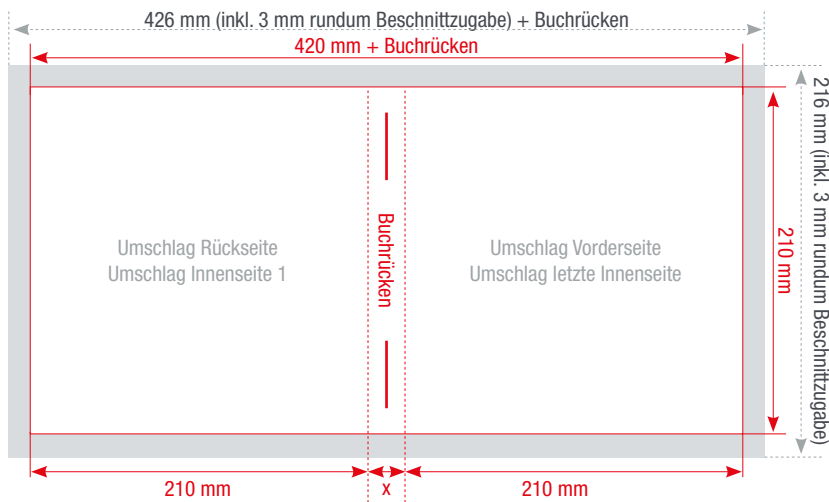 426 mm (inkl. 3 mm rundum Beschnittzugabe) + Buchrücken
420 mm + Buchrücken
Umschlag Rückseite
Umschlag Innenseite 1
Buchrücken
Umschlag Vorderseite
Umschlag letzte Innenseite
210 mm
216 mm (inkl. 3 mm rundum Beschnittzugabe)
210 mm
x
210 mm